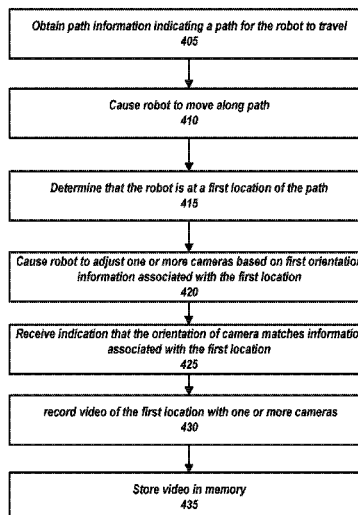 Obtain path information indicating a path for the robot to travel
405
Cause robot to move along path
410
Determine that the robot is at a first location of the path
415
Cause robot to adjust one or more cameras based on first orientation
information associated with the first location
420
Receive indication that the orientation of camera matches information
associated with the first location
425
record video of the first location with one or more cameras
430
Store video in memory
435